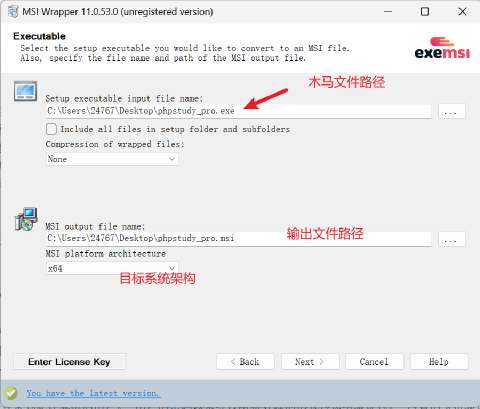 MSI Wrapper 11.0.53.0 (unregistered version)
Executable
Select the setup executable you would like to convert to an MSI file.
Also, specify the file name and path of the MSI output file.
exemsi
木马文件路径
Setup executable input file name:
C:\Users\24767\Desktop\phpstudy_pro.exe
...
Include all files in setup folder and subfolders
Compression of wrapped files:
None
MSI output file name:
输出文件路径
C:\Users\24767\Desktop\phpstudy_pro.msi
...
MSI platform architecture
x64
目标系统架构
Enter License Key
< Back
Next >
Cancel
Help
You have the latest version.